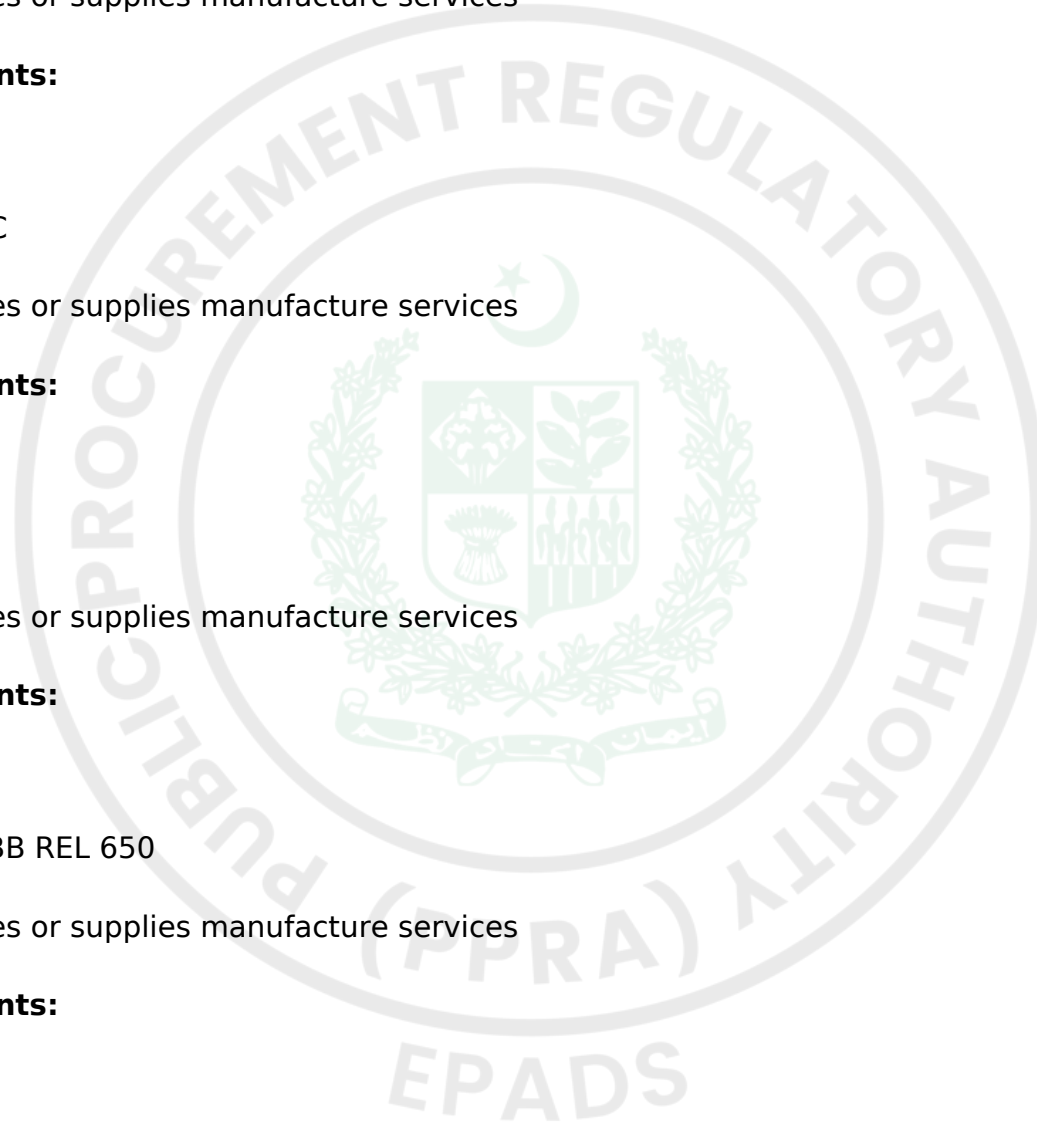 es or supplies manufacture services
nts:
C
es or supplies manufacture services
nts:
es or supplies manufacture services
nts:
BB REL 650
es or supplies manufacture services
nts:
PUBLIC PROCUREMENT REGULATORY AUTHORITY
(PPRA)
EPADS